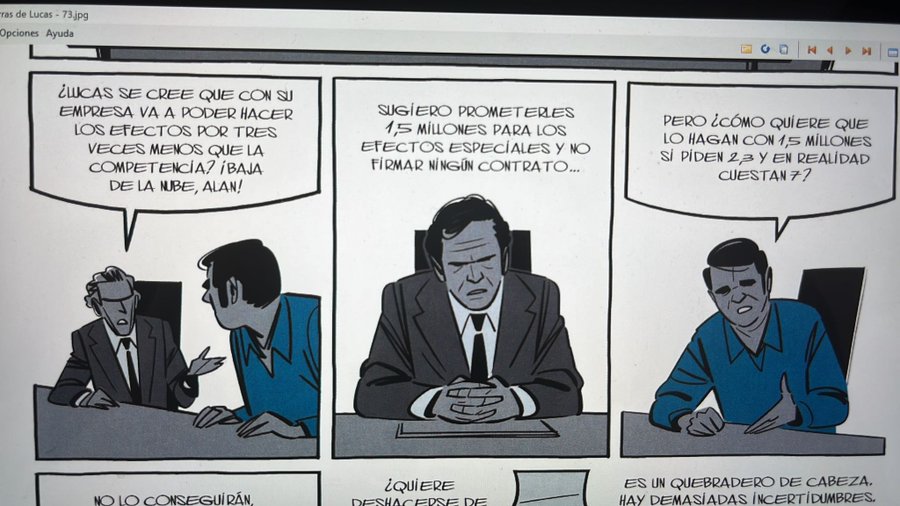 ras de Lucas - 73.jpg
Opciones Ayuda
¿LUCAS SE CREE QUE CON SU
EMPRESA VA A PODER HACER
LOS EFECTOS POR TRES
VECES MENOS QUE LA
COMPETENCIA? ¡BAJA
DE LA NUBE, ALAN!
SUGIERO PROMETERLES
1,5 MILLONES PARA LOS
EFECTOS ESPECIALES Y NO
FIRMAR NINGÚN CONTRATO...
PERO ¿CÓMO QUIERE QUE
LO HAGAN CON 1,5 MILLONES
SI PIDEN 2,3 Y EN REALIDAD
CUESTAN 7?
NO LO CONSEGUIRÁN,
¿QUIERE
DESHACERSE DE
ES UN QUEBRADERO DE CABEZA.
HAY DEMASIADAS INCERTIDUMBRES,